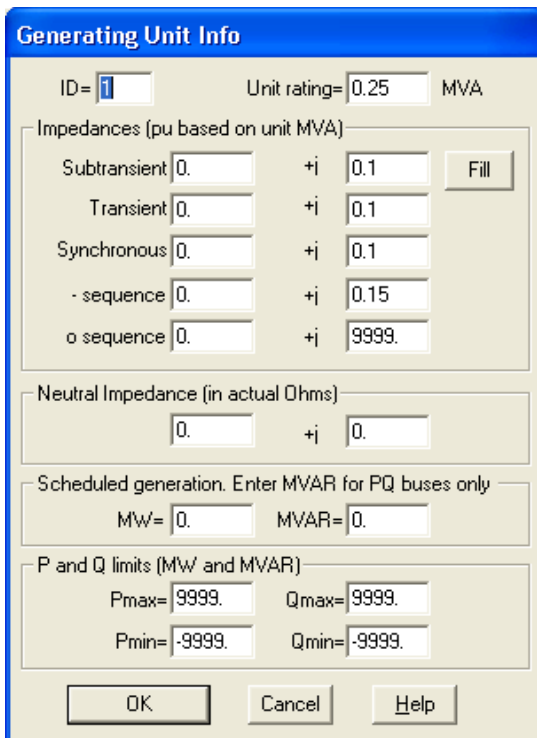 Generating Unit Info
ID= 1 Unit rating= 0.25 MVA
Impedances (pu based on unit MVA)
Subtransient 0. +j 0.1 Fill
Transient 0. +j 0.1
Synchronous 0. +j 0.1
- sequence 0. +j 0.15
o sequence 0. +j 9999.
Neutral Impedance (in actual Ohms)
0. +j 0.
Scheduled generation. Enter MVAR for PQ buses only
MW= 0. MVAR= 0.
P and Q limits (MW and MVAR)
Pmax= 9999. Qmax= 9999.
Pmin= -9999. Qmin= -9999.
OK Cancel Help